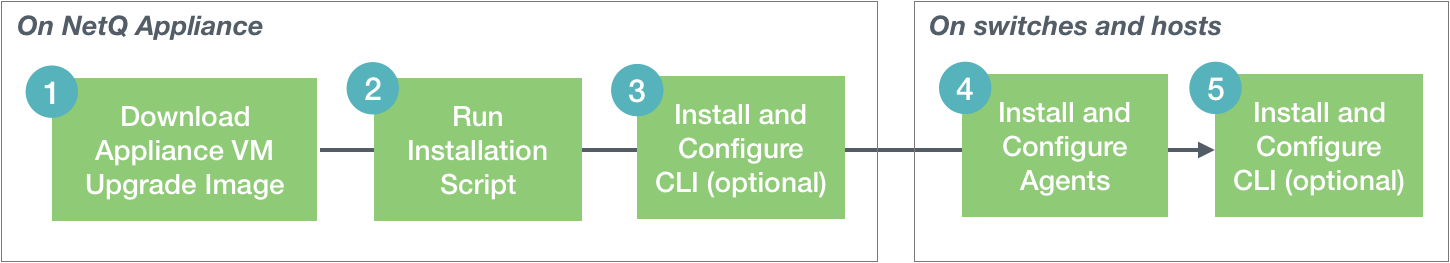 On NetQ Appliance
1
Download
Appliance VM
Upgrade Image
2
Run
Installation
Script
3
Install and
Configure
CLI (optional)
On switches and hosts
4
Install and
Configure
Agents
5
Install and
Configure
CLI (optional)